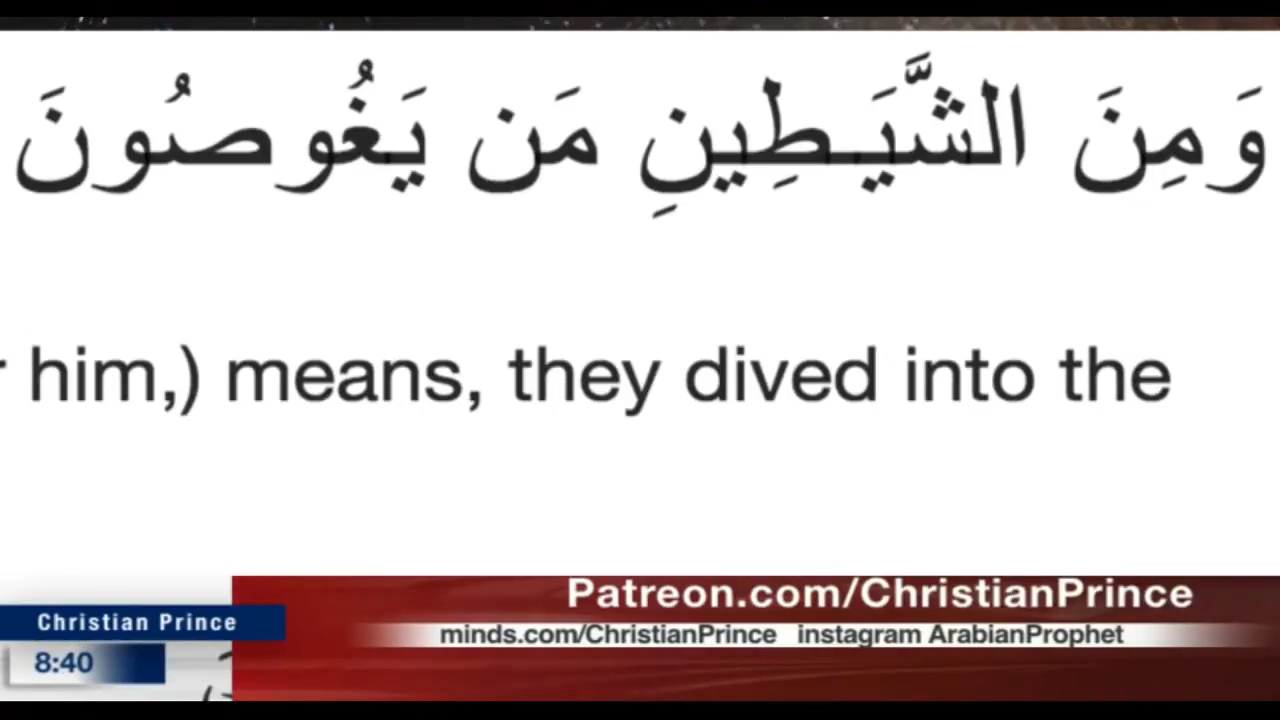 وَمِنَ الشَّيَـطِينِ مَن يَغُوصُونَ
him,) means, they dived into the
Patreon.com/ChristianPrince
Christian Prince
minds.com/ChristianPrince instagram ArabianProphet
8:40